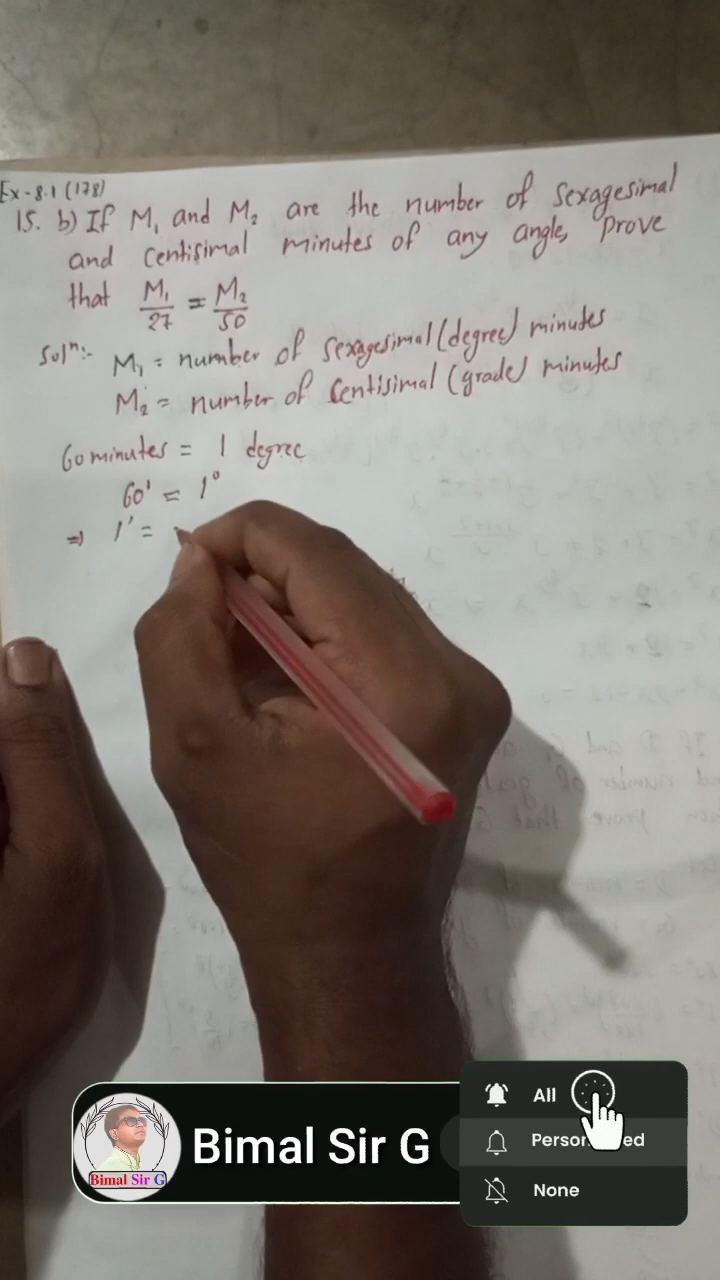 Ex-8.1 (178)
15. b) If M₁ and M₂ are the number of sexagesimal
and centisimal minutes of any angle, prove
that M₁/27 = M₂/50
Solⁿ:- M₁ = number of sexagesimal (degree) minutes
M₂ = number of centisimal (grade) minutes
60 minutes = 1 degree
60' = 1°
⇒ 1' =
Bimal Sir G
Bimal Sir G
All
None